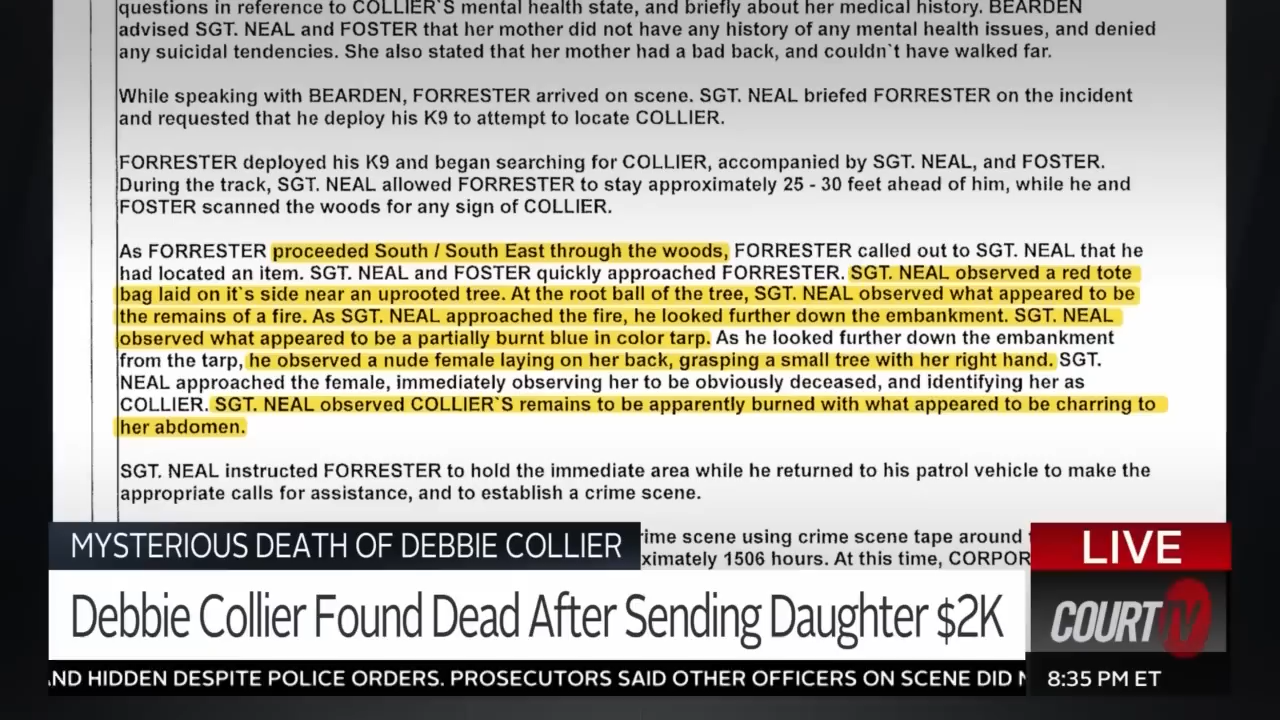 questions in reference to COLLIER`S mental health state, and briefly about her medical history. BEARDEN
advised SGT. NEAL and FOSTER that her mother did not have any history of any mental health issues, and denied
any suicidal tendencies. She also stated that her mother had a bad back, and couldn`t have walked far.
While speaking with BEARDEN, FORRESTER arrived on scene. SGT. NEAL briefed FORRESTER on the incident
and requested that he deploy his K9 to attempt to locate COLLIER.
FORRESTER deployed his K9 and began searching for COLLIER, accompanied by SGT. NEAL, and FOSTER.
During the track, SGT. NEAL allowed FORRESTER to stay approximately 25 - 30 feet ahead of him, while he and
FOSTER scanned the woods for any sign of COLLIER.
As FORRESTER proceeded South / South East through the woods, FORRESTER called out to SGT. NEAL that he
had located an item. SGT. NEAL and FOSTER quickly approached FORRESTER. SGT. NEAL observed a red tote
bag laid on it`s side near an uprooted tree. At the root ball of the tree, SGT. NEAL observed what appeared to be
the remains of a fire. As SGT. NEAL approached the fire, he looked further down the embankment. SGT. NEAL
observed what appeared to be a partially burnt blue in color tarp. As he looked further down the embankment
from the tarp, he observed a nude female laying on her back, grasping a small tree with her right hand. SGT.
NEAL approached the female, immediately observing her to be obviously deceased, and identifying her as
COLLIER. SGT. NEAL observed COLLIER`S remains to be apparently burned with what appeared to be charring to
her abdomen.
SGT. NEAL instructed FORRESTER to hold the immediate area while he returned to his patrol vehicle to make the
appropriate calls for assistance, and to establish a crime scene.
rime scene using crime scene tape around
ximately 1506 hours. At this time, CORPOR
MYSTERIOUS DEATH OF DEBBIE COLLIER
LIVE
Debbie Collier Found Dead After Sending Daughter $2K
COURT TV
AND HIDDEN DESPITE POLICE ORDERS. PROSECUTORS SAID OTHER OFFICERS ON SCENE DID
8:35 PM ET